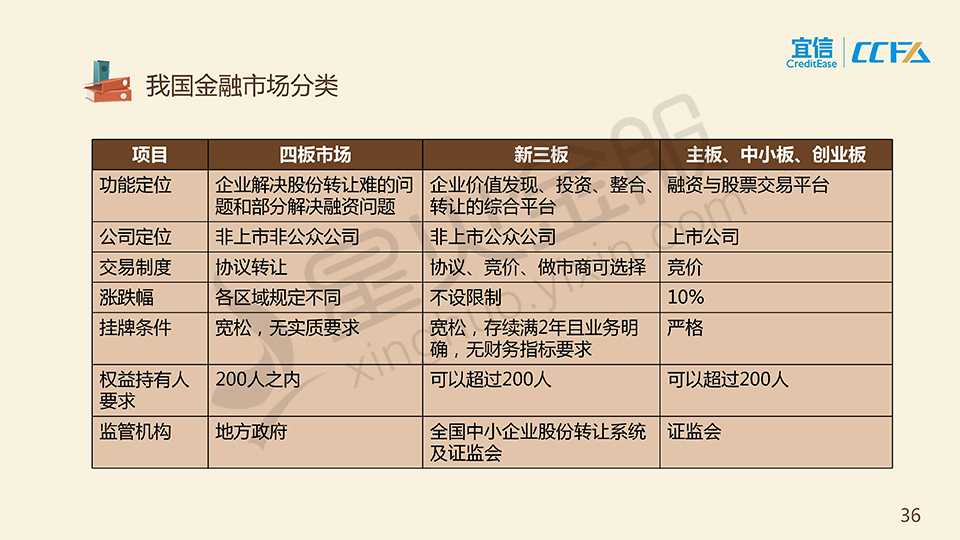 宜信
CreditEase
CCFA
我国金融市场分类
项目 四板市场 新三板 主板、中小板、创业板
功能定位 企业解决股份转让难的问 企业价值发现、投资、整合、 融资与股票交易平台
题和部分解决融资问题 转让的综合平台
公司定位 非上市非公众公司 非上市公众公司 上市公司
交易制度 协议转让 协议、竞价、做市商可选择 竞价
涨跌幅 各区域规定不同 不设限制 10%
挂牌条件 宽松，无实质要求 宽松，存续满2年且业务明 严格
确，无财务指标要求
权益持有人 200人之内 可以超过200人 可以超过200人
要求
监管机构 地方政府 全国中小企业股份转让系统 证监会
及证监会
星火金服
xinghuo.yixin.com
36